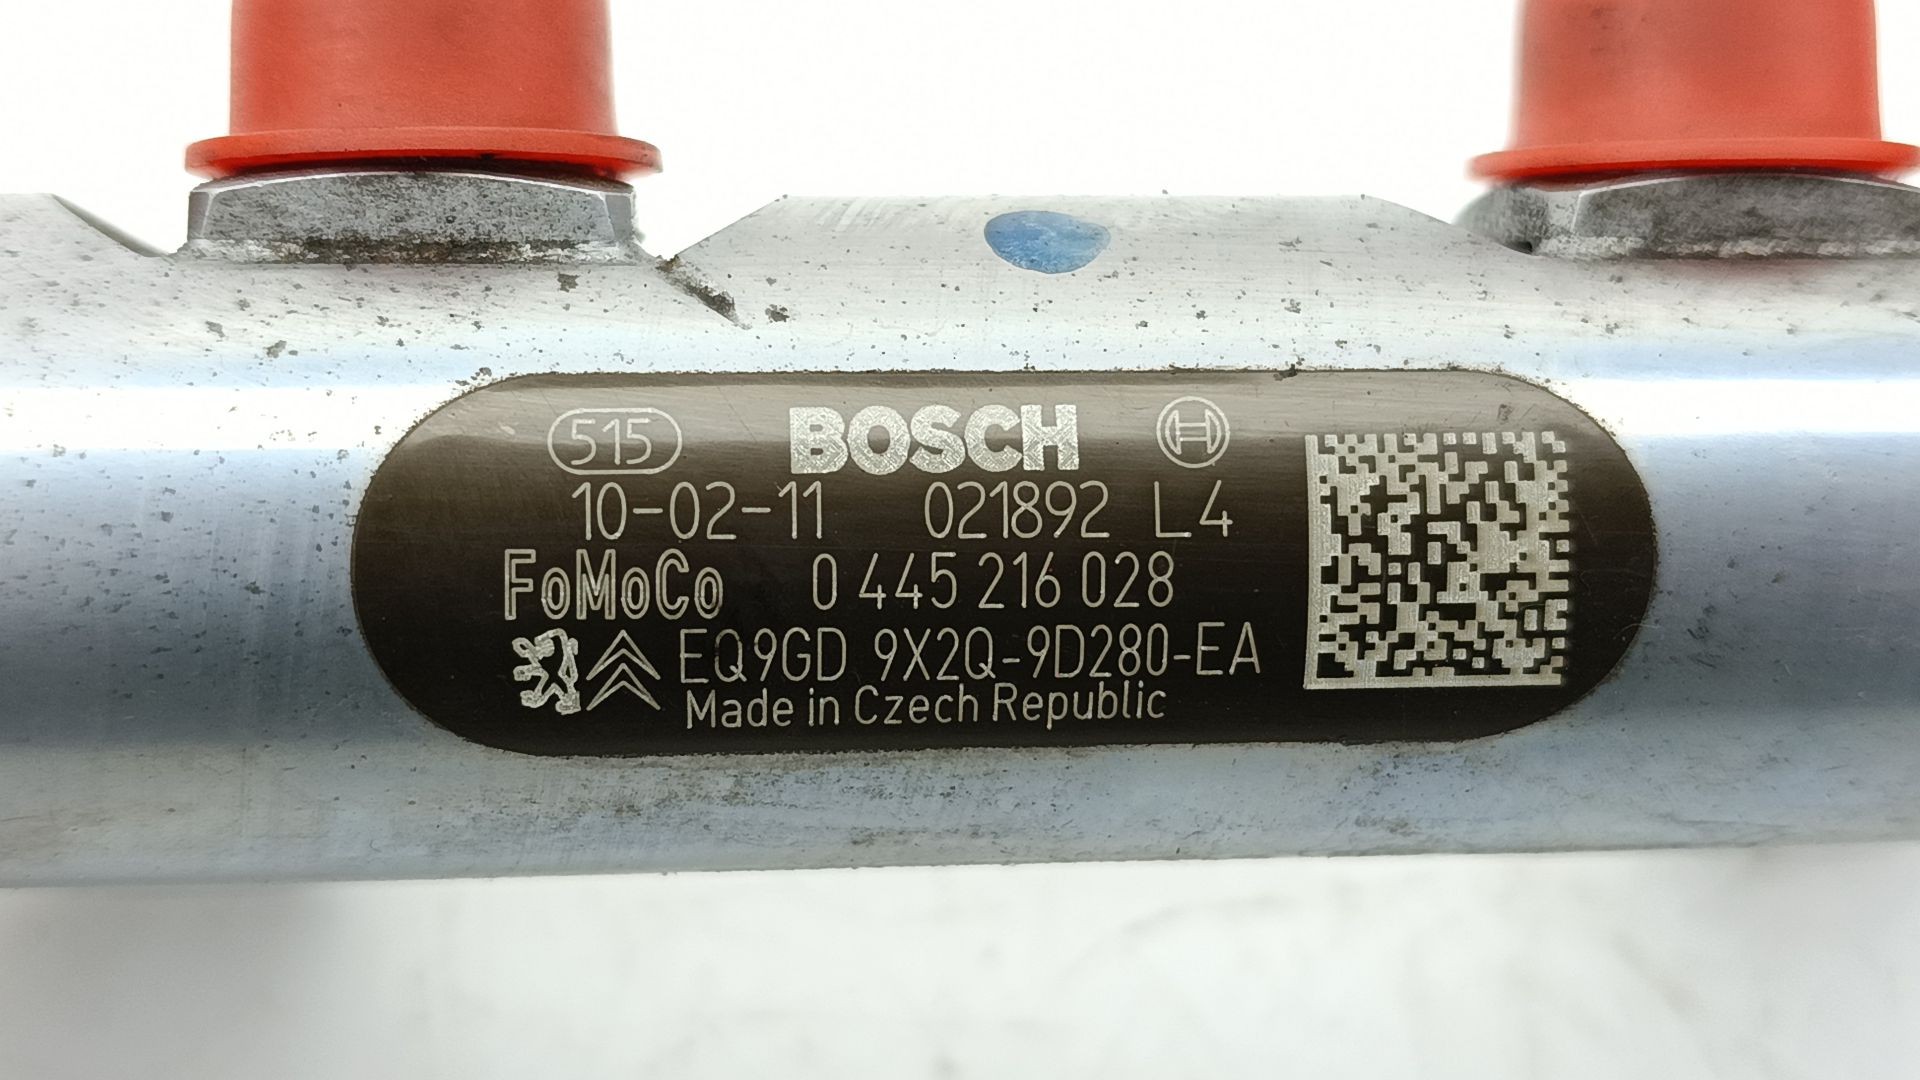 515 BOSCH
10-02-11 021892 L4
FoMoCo 0 445 216 028
EQ9GD 9X2Q-9D280-EA
Made in Czech Republic